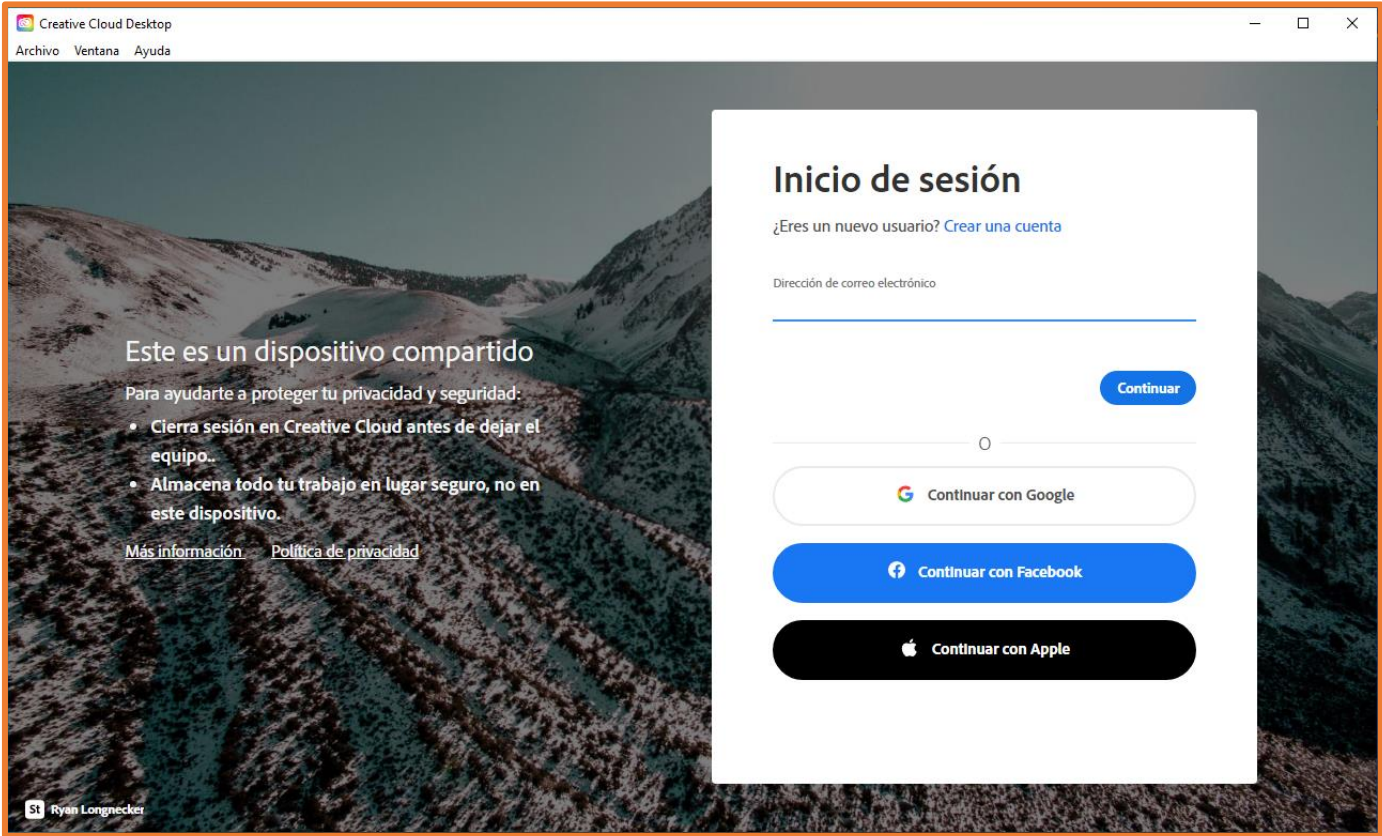 Creative Cloud Desktop
Archivo Ventana Ayuda
Inicio de sesión
¿Eres un nuevo usuario? Crear una cuenta
Dirección de correo electrónico
Continuar
O
Continuar con Google
Continuar con Facebook
Continuar con Apple
Este es un dispositivo compartido
Para ayudarte a proteger tu privacidad y seguridad:
• Cierra sesión en Creative Cloud antes de dejar el
equipo..
• Almacena todo tu trabajo en lugar seguro, no en
este dispositivo.
Más información Política de privacidad
St Ryan Longnecker